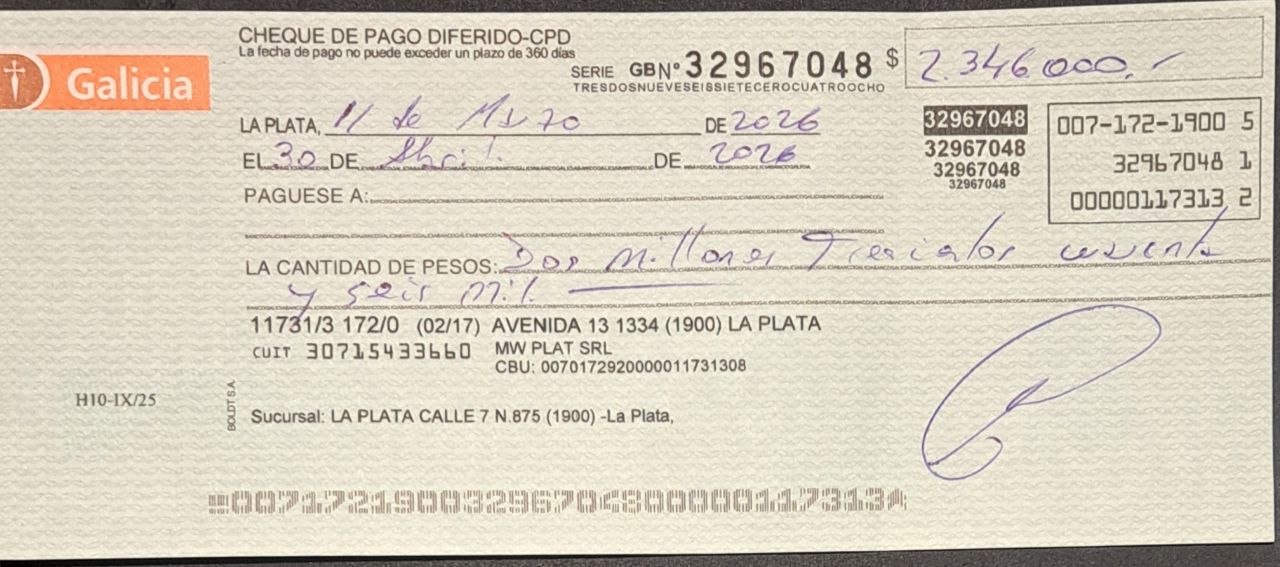 CHEQUE DE PAGO DIFERIDO-CPD
La fecha de pago no puede exceder un plazo de 360 días
Galicia
SERIE GB Nº 32967048 $ 2.346000.-
TRESDOSNUEVESEISSIETECEROCUATROOCHO
LA PLATA, 11 de Marzo DE 2026
32967048
007-172-1900 5
EL 30 DE Abril DE 2026
32967048
32967048 1
32967048
32967048
PAGUESE A:
00000117313 2
LA CANTIDAD DE PESOS: Dos millones Trescientos cuarenta
y seis mil
11731/3 172/0 (02/17) AVENIDA 13 1334 (1900) LA PLATA
CUIT 30715433660 MW PLAT SRL
CBU: 0070172920000011731308
H10-IX/25
BOLDT S.A.
Sucursal: LA PLATA CALLE 7 N.875 (1900) -La Plata,
00717219003296704800000117313